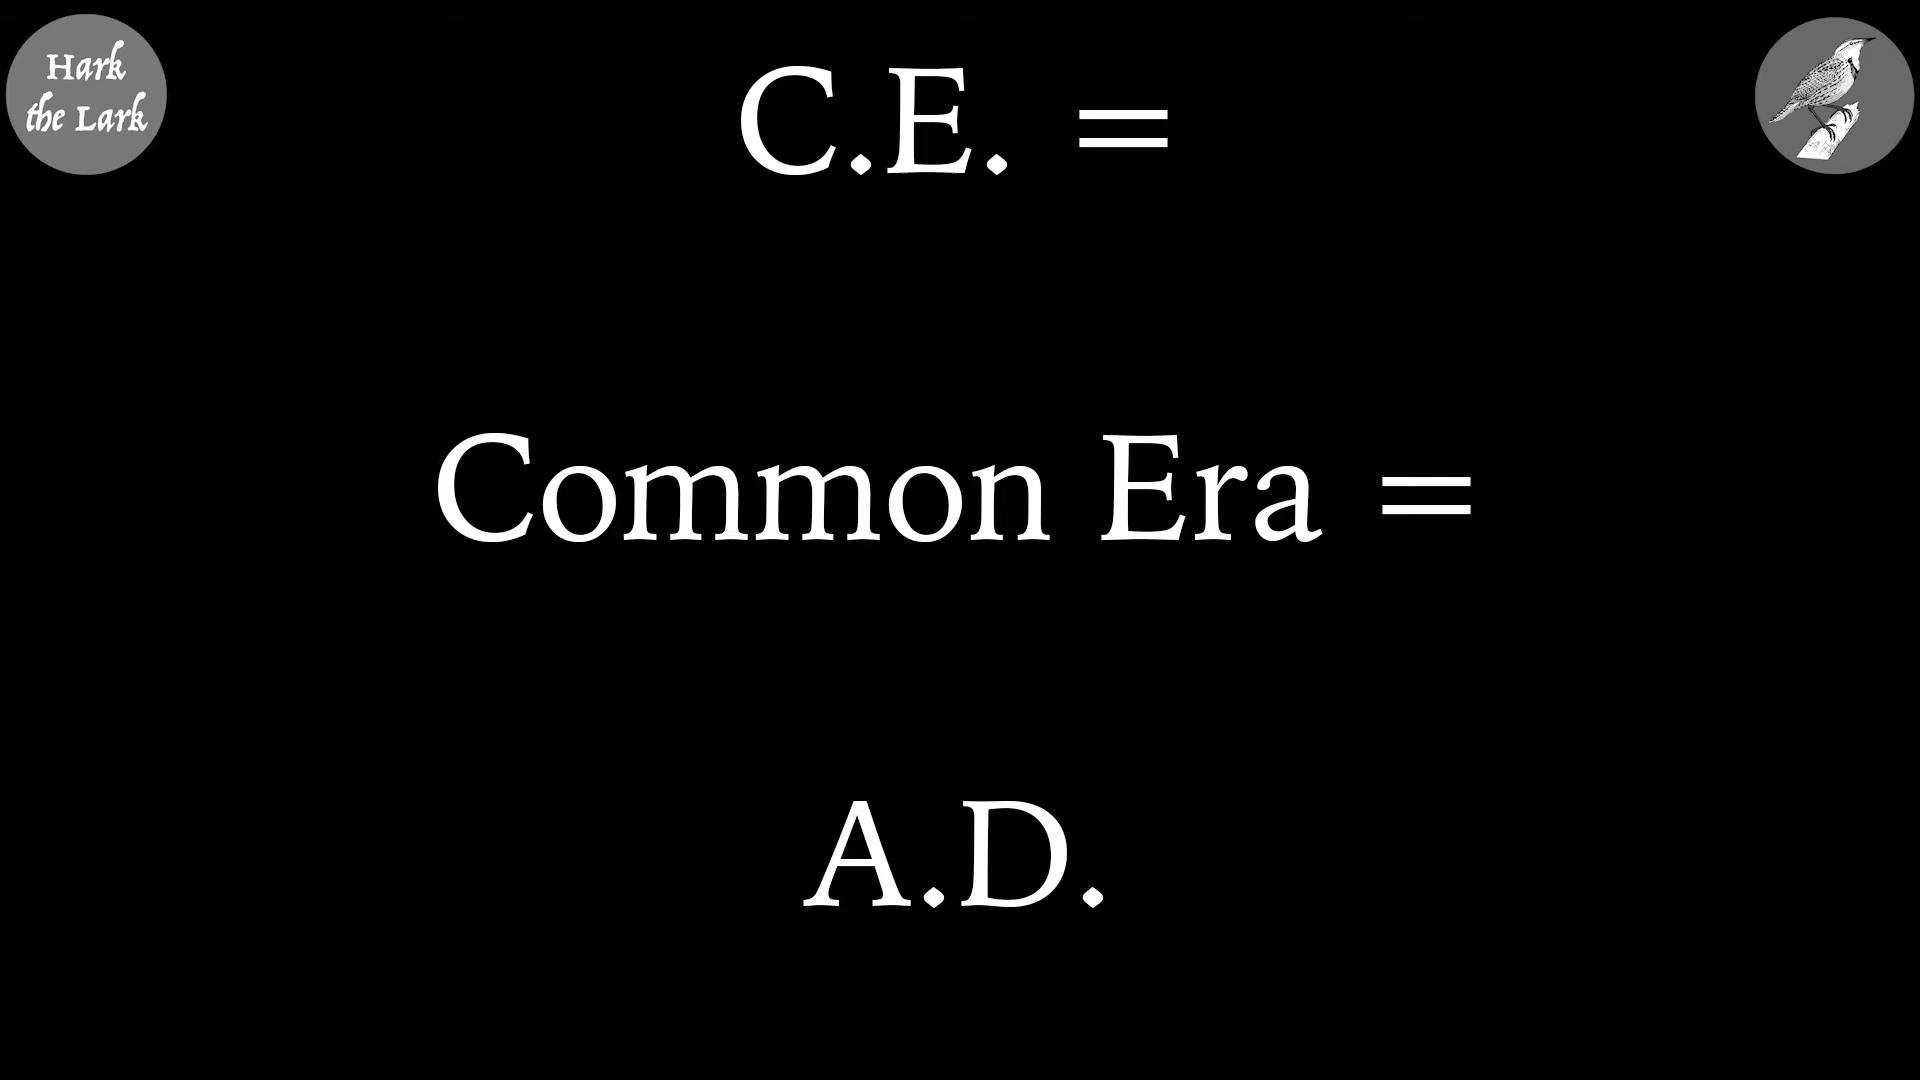 Hark
the Lark
C.E. =
Common Era =
A.D.